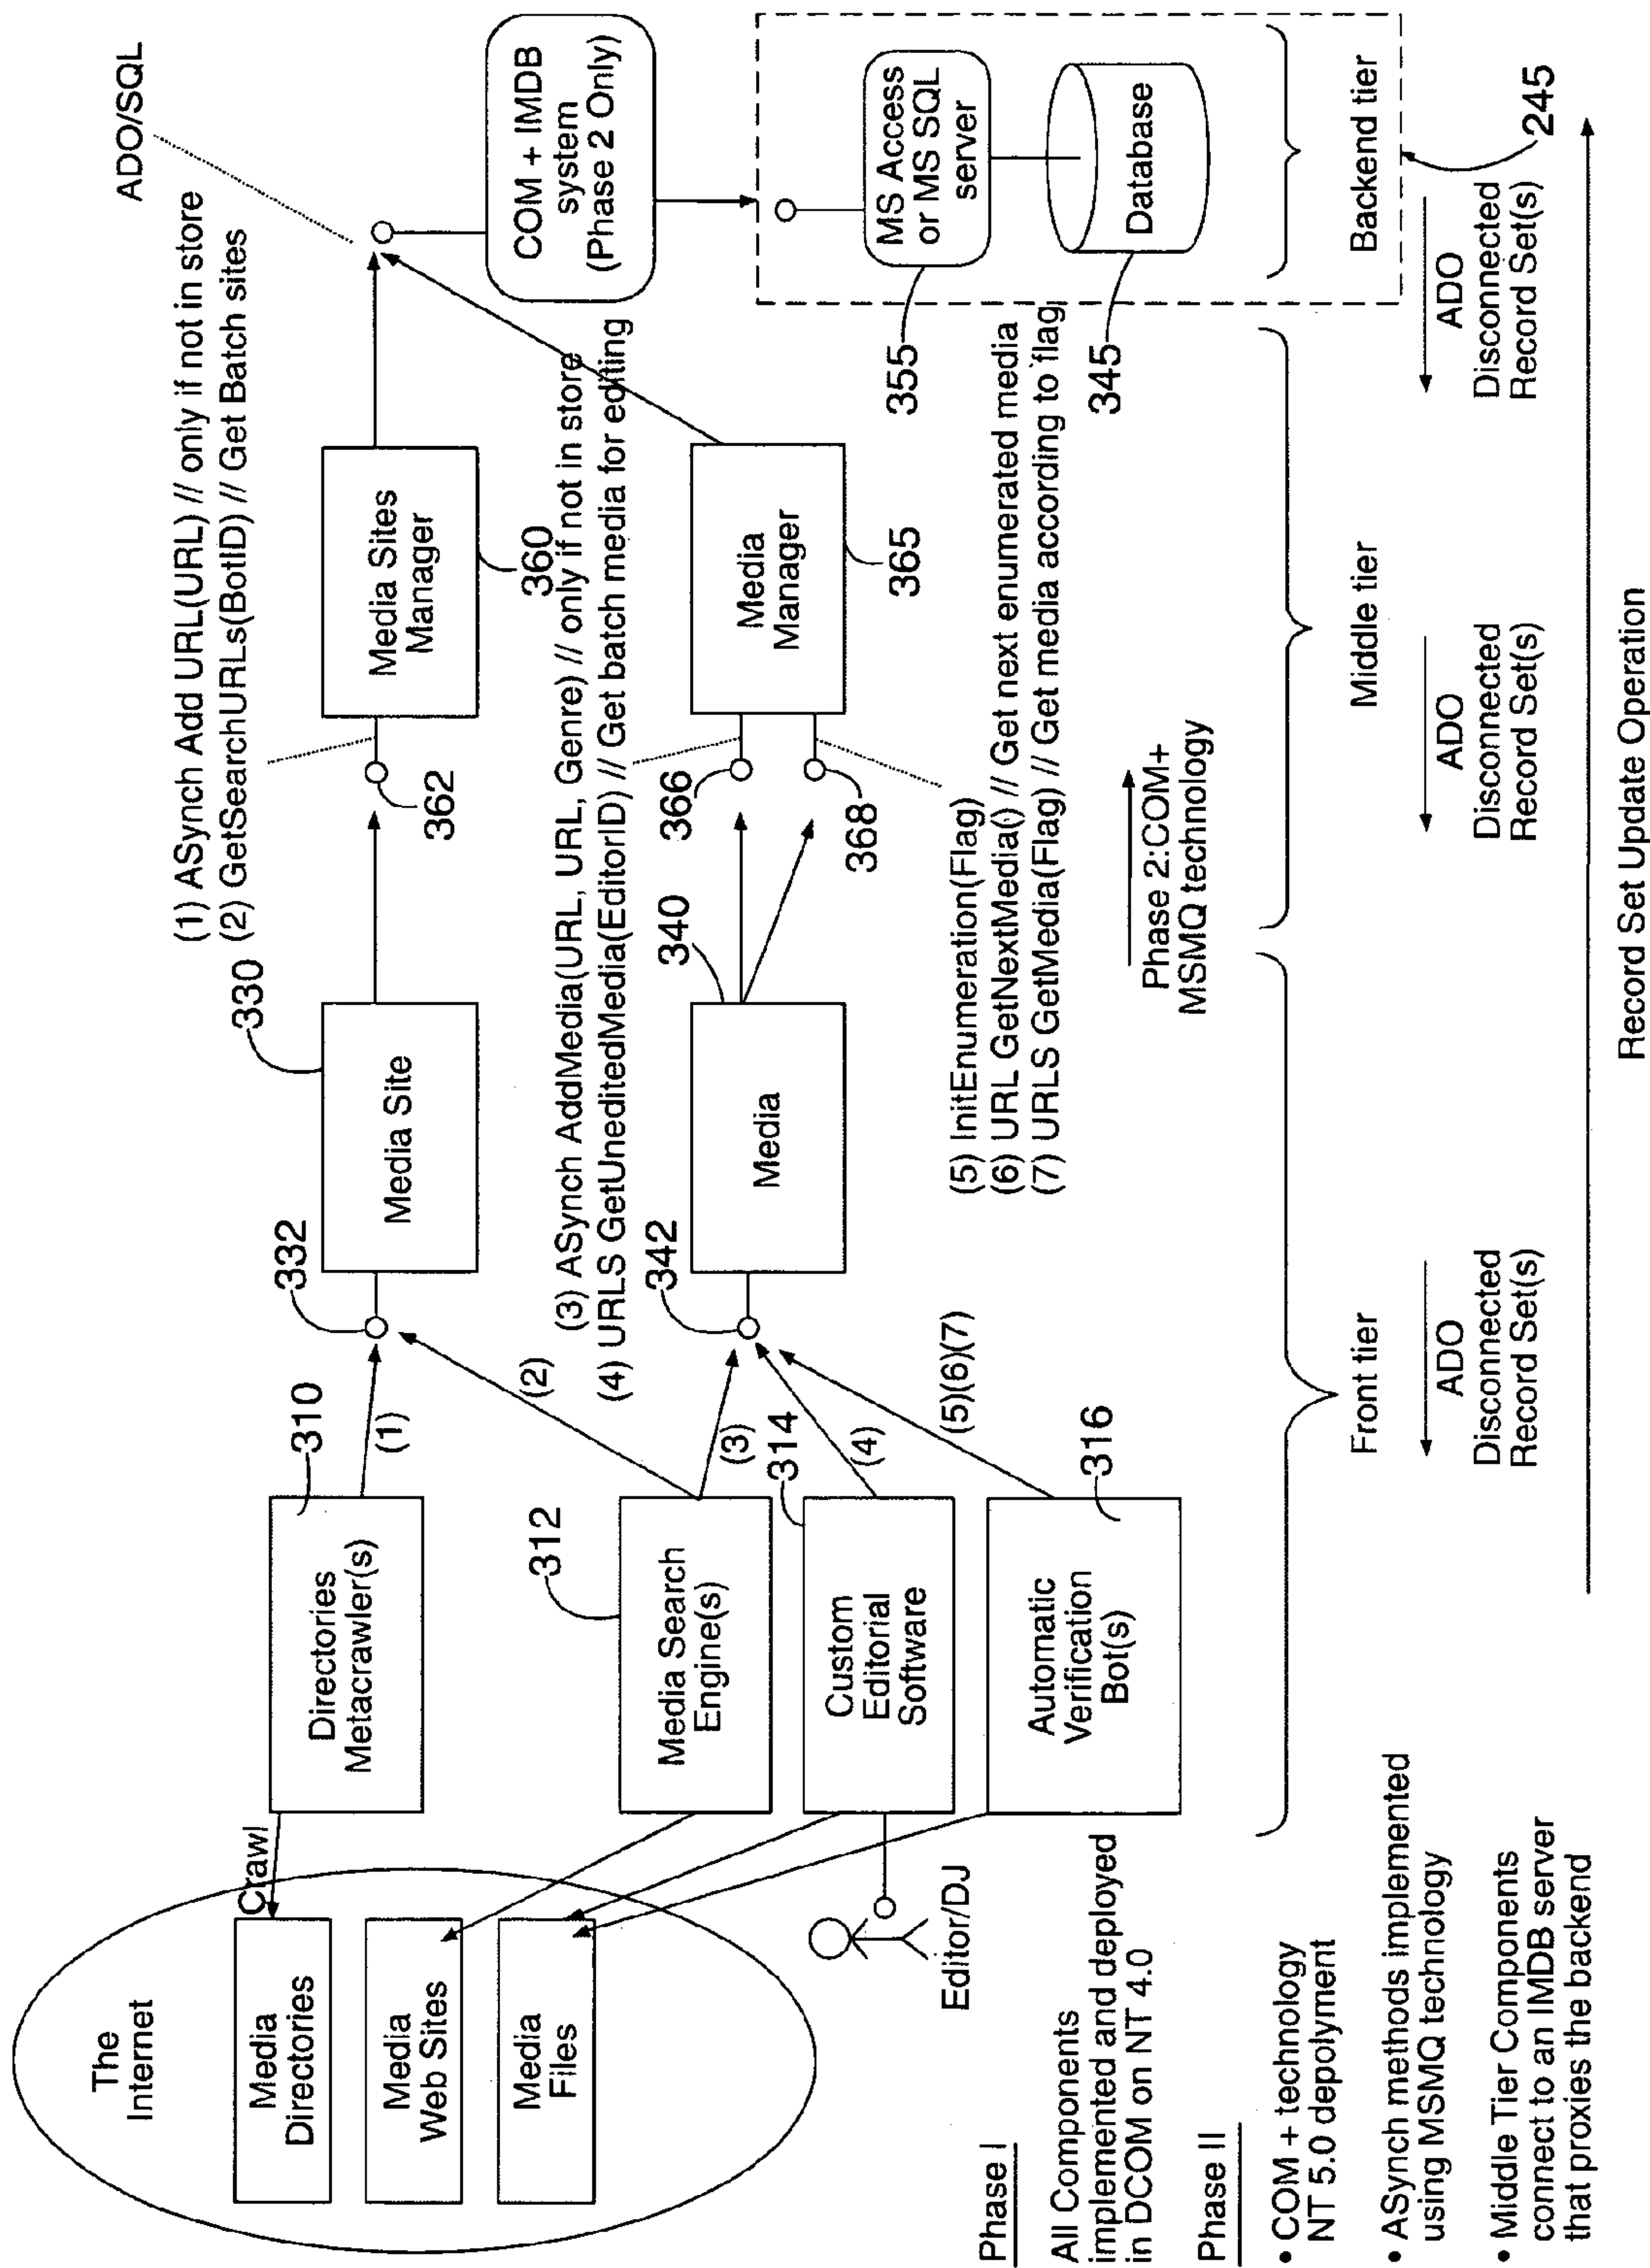 The
Internet
Media
Directories
Media
Web Sites
Media
Files
Crawl
Editor/DJ
Directories
Metacrawler(s)
310
(1)
Media Search
Engine(s)
312
(2)
(3)
Custom
Editorial
Software
314
(4)
Automatic
Verification
Bot(s)
316
(5)(6)(7)
332
Media Site
330
342
Media
340
(1) ASynch Add URL(URL) // only if not in store
(2) GetSearchURLs(BotID) // Get Batch sites
362
Media Sites
Manager
360
(3) ASynch AddMedia(URL, URL, Genre) // only if not in store
(4) URLS GetUneditedMedia(EditorID) // Get batch media for editing
366
368
Media
Manager
365
(5) InitEnumeration(Flag)
(6) URL GetNextMedia() // Get next enumerated media
(7) URLS GetMedia(Flag) // Get media according to flag
Phase 2:COM+
MSMQ technology
ADO/SQL
COM + IMDB
system
(Phase 2 Only)
MS Access
or MS SQL
server
355
Database
345
Backend tier
245
Front tier
Middle tier
ADO
Disconnected
Record Set(s)
ADO
Disconnected
Record Set(s)
ADO
Disconnected
Record Set(s)
Record Set Update Operation
Phase I
All Components
implemented and deployed
in DCOM on NT 4.0
Phase II
• COM + technology
NT 5.0 depolyment
• ASynch methods implemented
using MSMQ technology
• Middle Tier Components
connect to an IMDB server
that proxies the backend